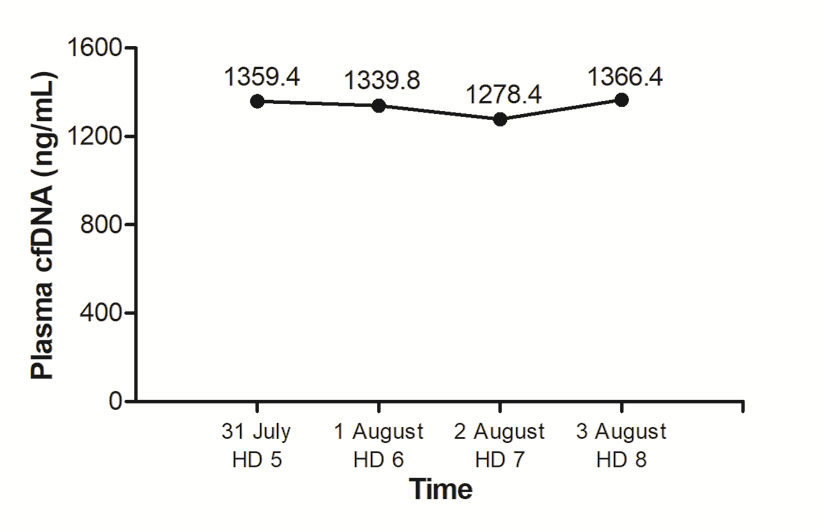 Plasma cfDNA (ng/mL)
1600
1200
800
400
0
1359.4
1339.8
1278.4
1366.4
31 July
HD 5
1 August
HD 6
2 August
HD 7
3 August
HD 8
Time